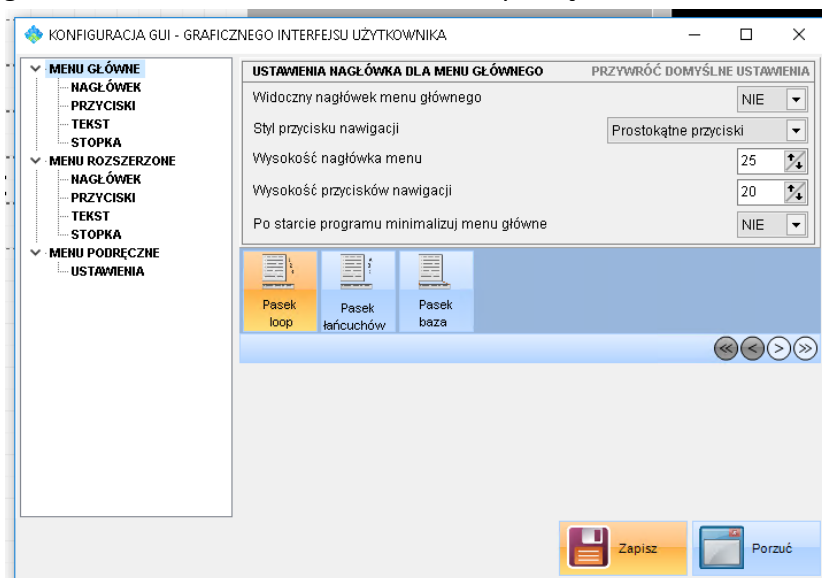 KONFIGURACJA GUI - GRAFICZNEGO INTERFEJSU UŻYTKOWNIKA
MENU GŁÓWNE
NAGŁÓWEK
PRZYCISKI
TEKST
STOPKA
MENU ROZSZERZONE
NAGŁÓWEK
PRZYCISKI
TEKST
STOPKA
MENU PODRĘCZNE
USTAWIENIA
USTAWIENIA NAGŁÓWKA DLA MENU GŁÓWNEGO PRZYWRÓĆ DOMYŚLNE USTAWIENIA
Widoczny nagłówek menu głównego NIE
Styl przycisku nawigacji Prostokątne przyciski
Wysokość nagłówka menu 25
Wysokość przycisków nawigacji 20
Po starcie programu minimalizuj menu główne NIE
Pasek
loop
Pasek
łańcuchów
Pasek
baza
Zapisz
Porzuć